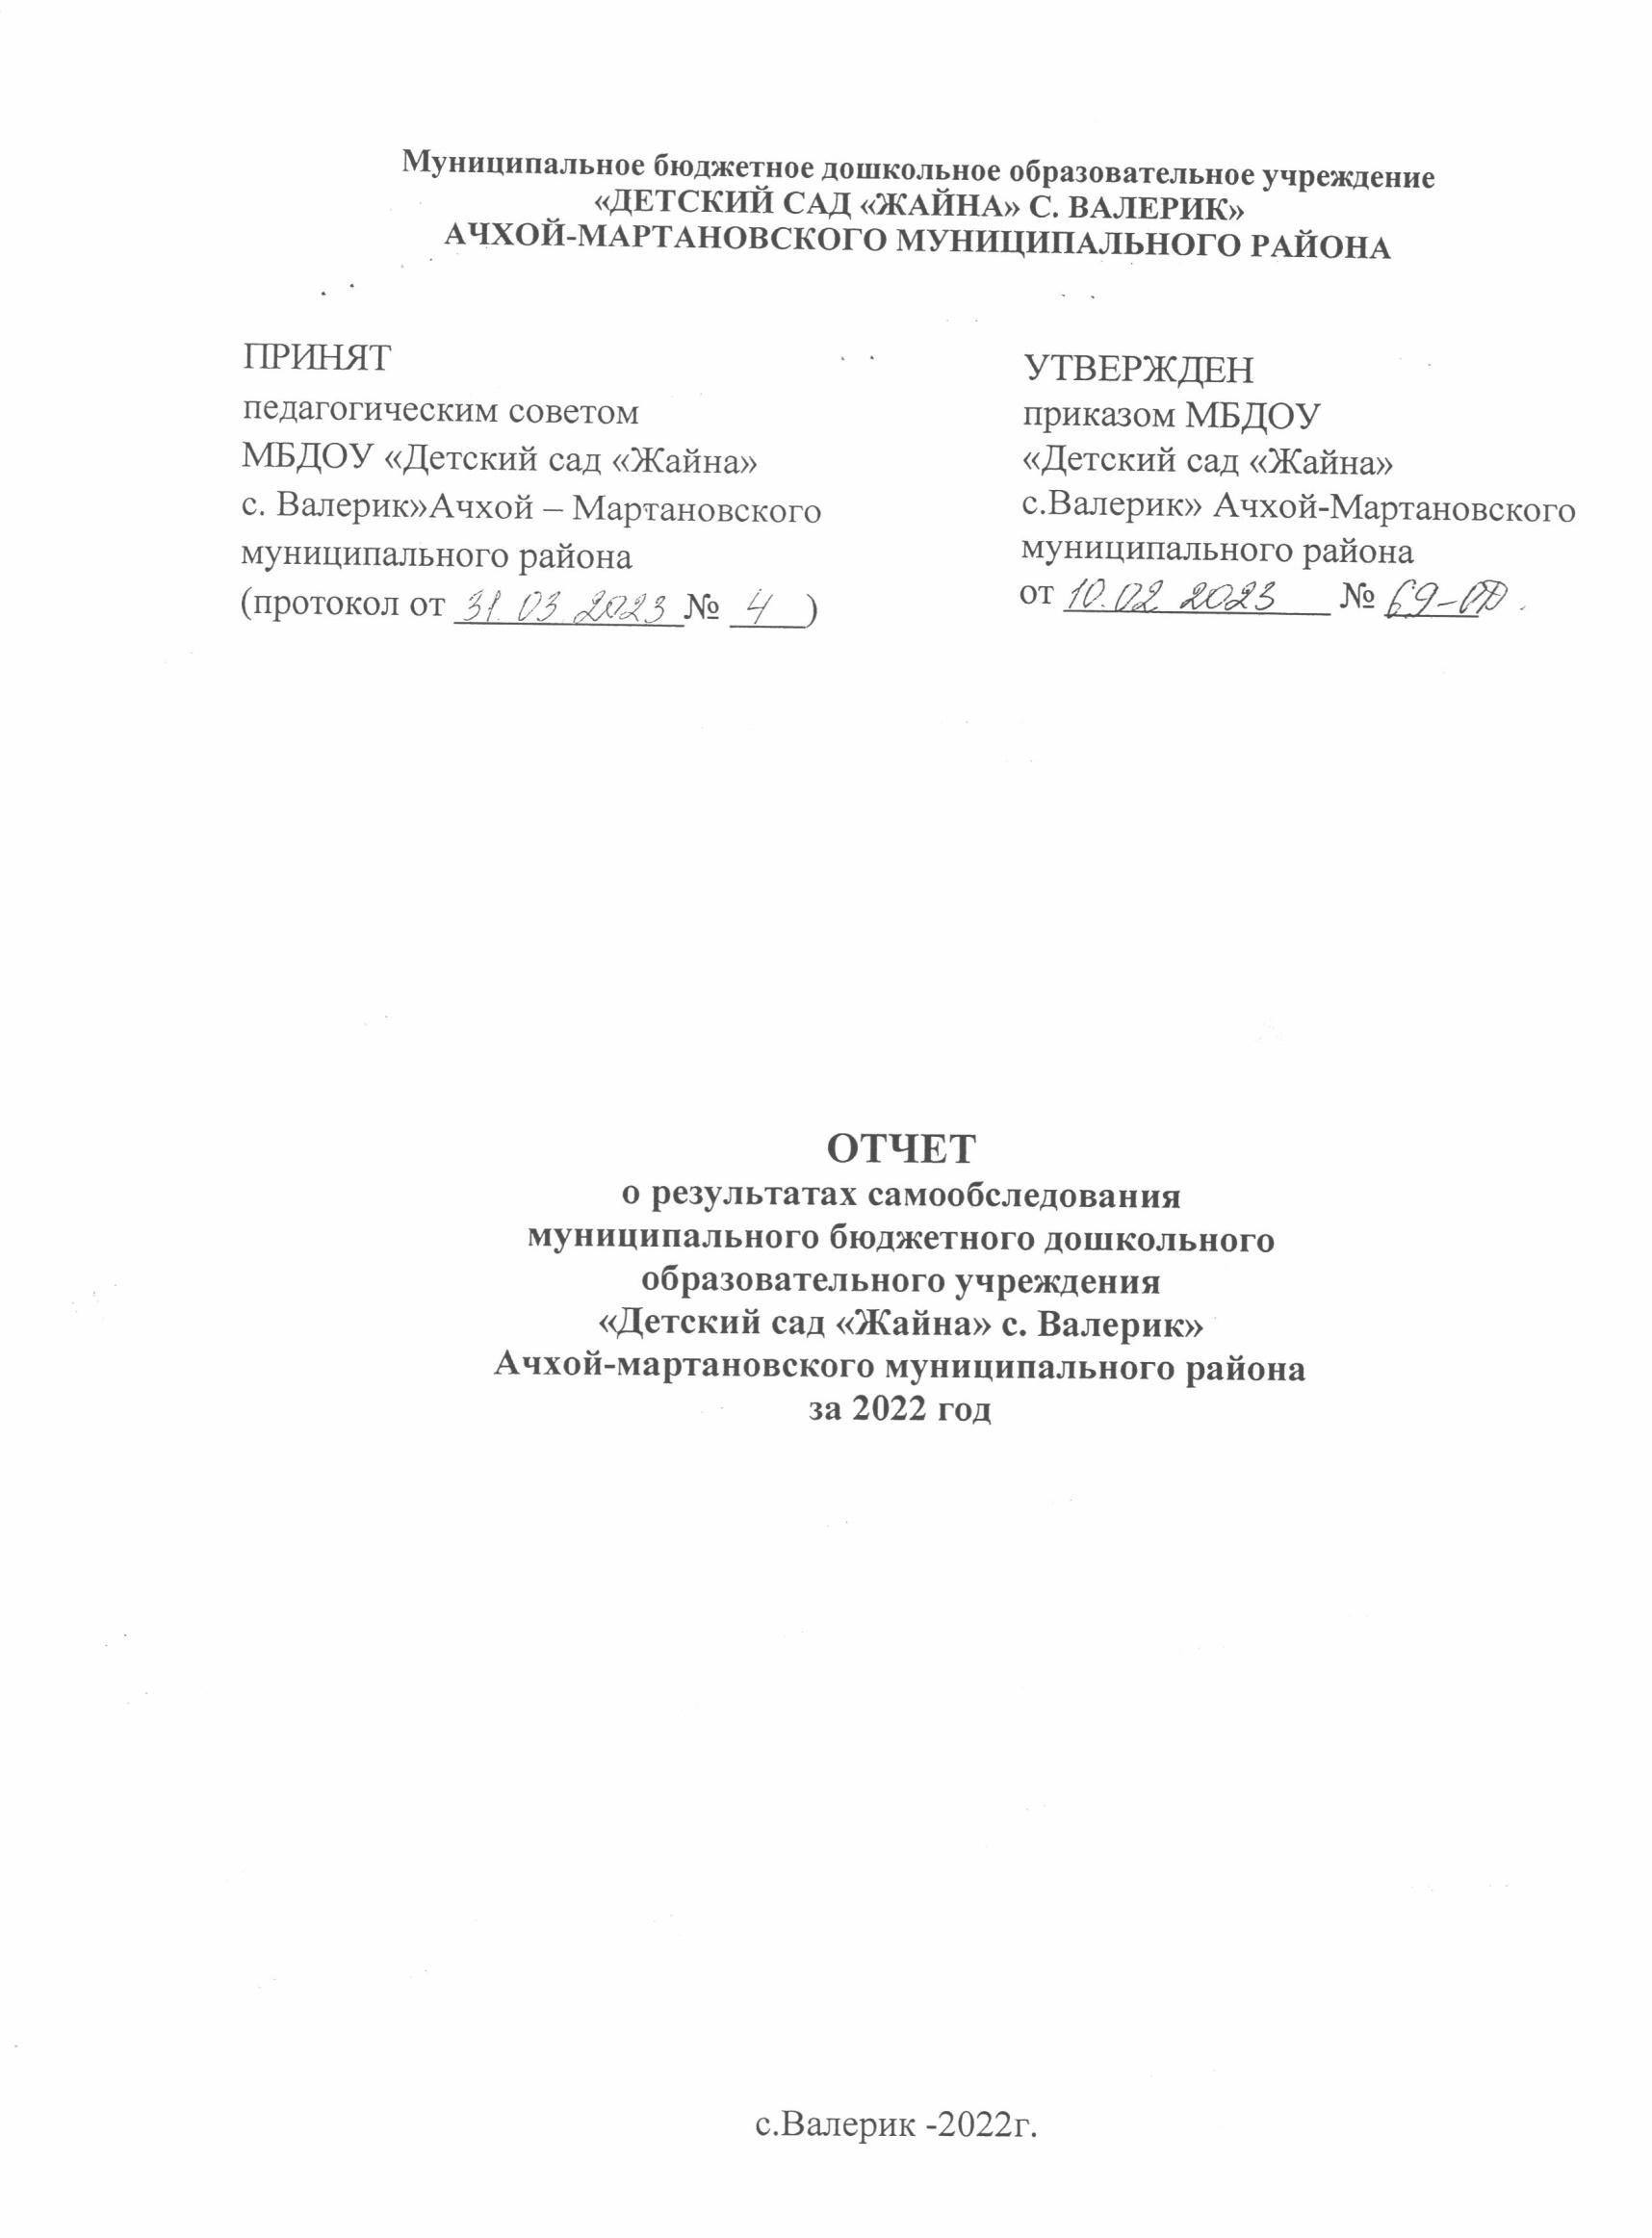 Муниципальное бюджетное дошкольное образовательное учреждение
«ДЕТСКИЙ САД «ЖАЙНА» С. ВАЛЕРИК»
АЧХОЙ-МАРТАНОВСКОГО МУНИЦИПАЛЬНОГО РАЙОНА
ПРИНЯТ
педагогическим советом
МБДОУ «Детский сад «Жайна»
с. Валерик»Ачхой – Мартановского
муниципального района
(протокол от 31.03.2023 № 4)
УТВЕРЖДЕН
приказом МБДОУ
«Детский сад «Жайна»
с.Валерик» Ачхой-Мартановского
муниципального района
от 10.02.2023 № 69-ОД.
ОТЧЕТ
о результатах самообследования
муниципального бюджетного дошкольного
образовательного учреждения
«Детский сад «Жайна» с. Валерик»
Ачхой-мартановского муниципального района
за 2022 год
с.Валерик -2022г.